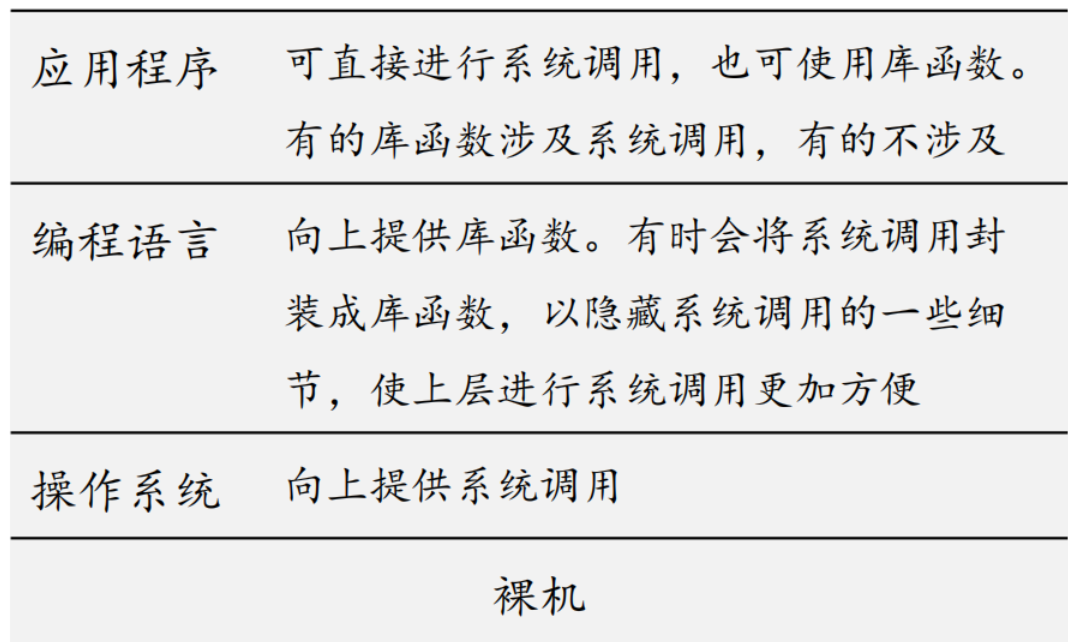 应用程序 可直接进行系统调用，也可使用库函数。
有的库函数涉及系统调用，有的不涉及
编程语言 向上提供库函数。有时会将系统调用封
装成库函数，以隐藏系统调用的一些细
节，使上层进行系统调用更加方便
操作系统 向上提供系统调用
裸机